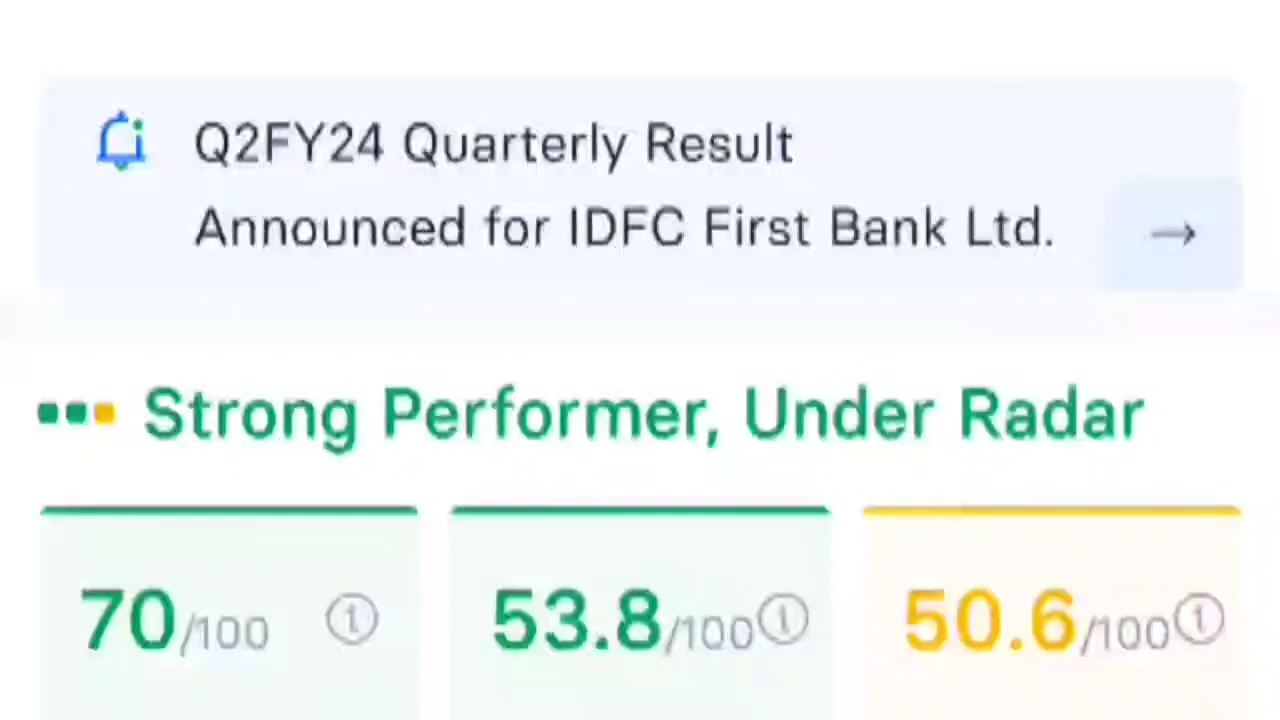 Q2FY24 Quarterly Result
Announced for IDFC First Bank Ltd.
→
Strong Performer, Under Radar
70/100 53.8/100 50.6/100